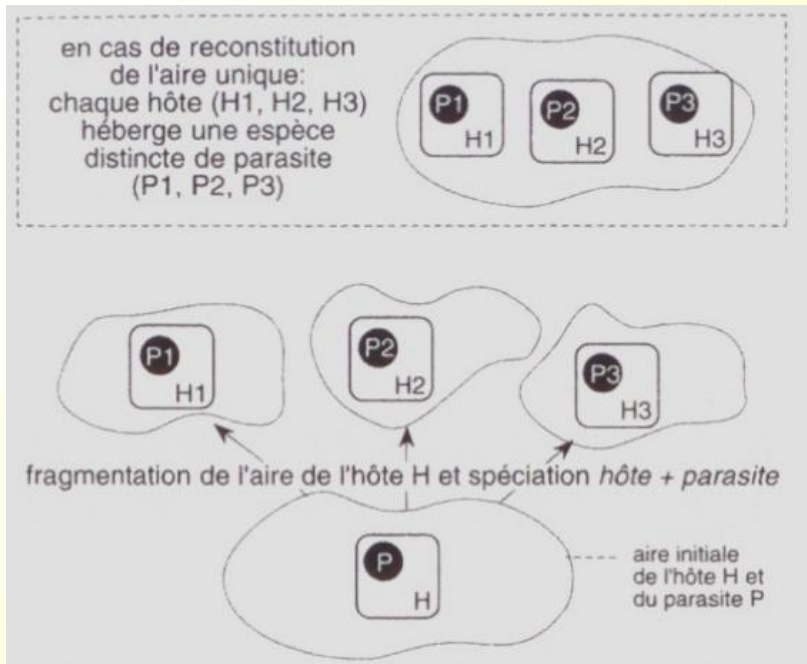 en cas de reconstitution
de l'aire unique:
chaque hôte (H1, H2, H3)
héberge une espèce
distincte de parasite
(P1, P2, P3)
P1
H1
P2
H2
P3
H3
P1
H1
P2
H2
P3
H3
fragmentation de l'aire de l'hôte H et spéciation hôte + parasite
P
H
aire initiale
de l'hôte H et
du parasite P